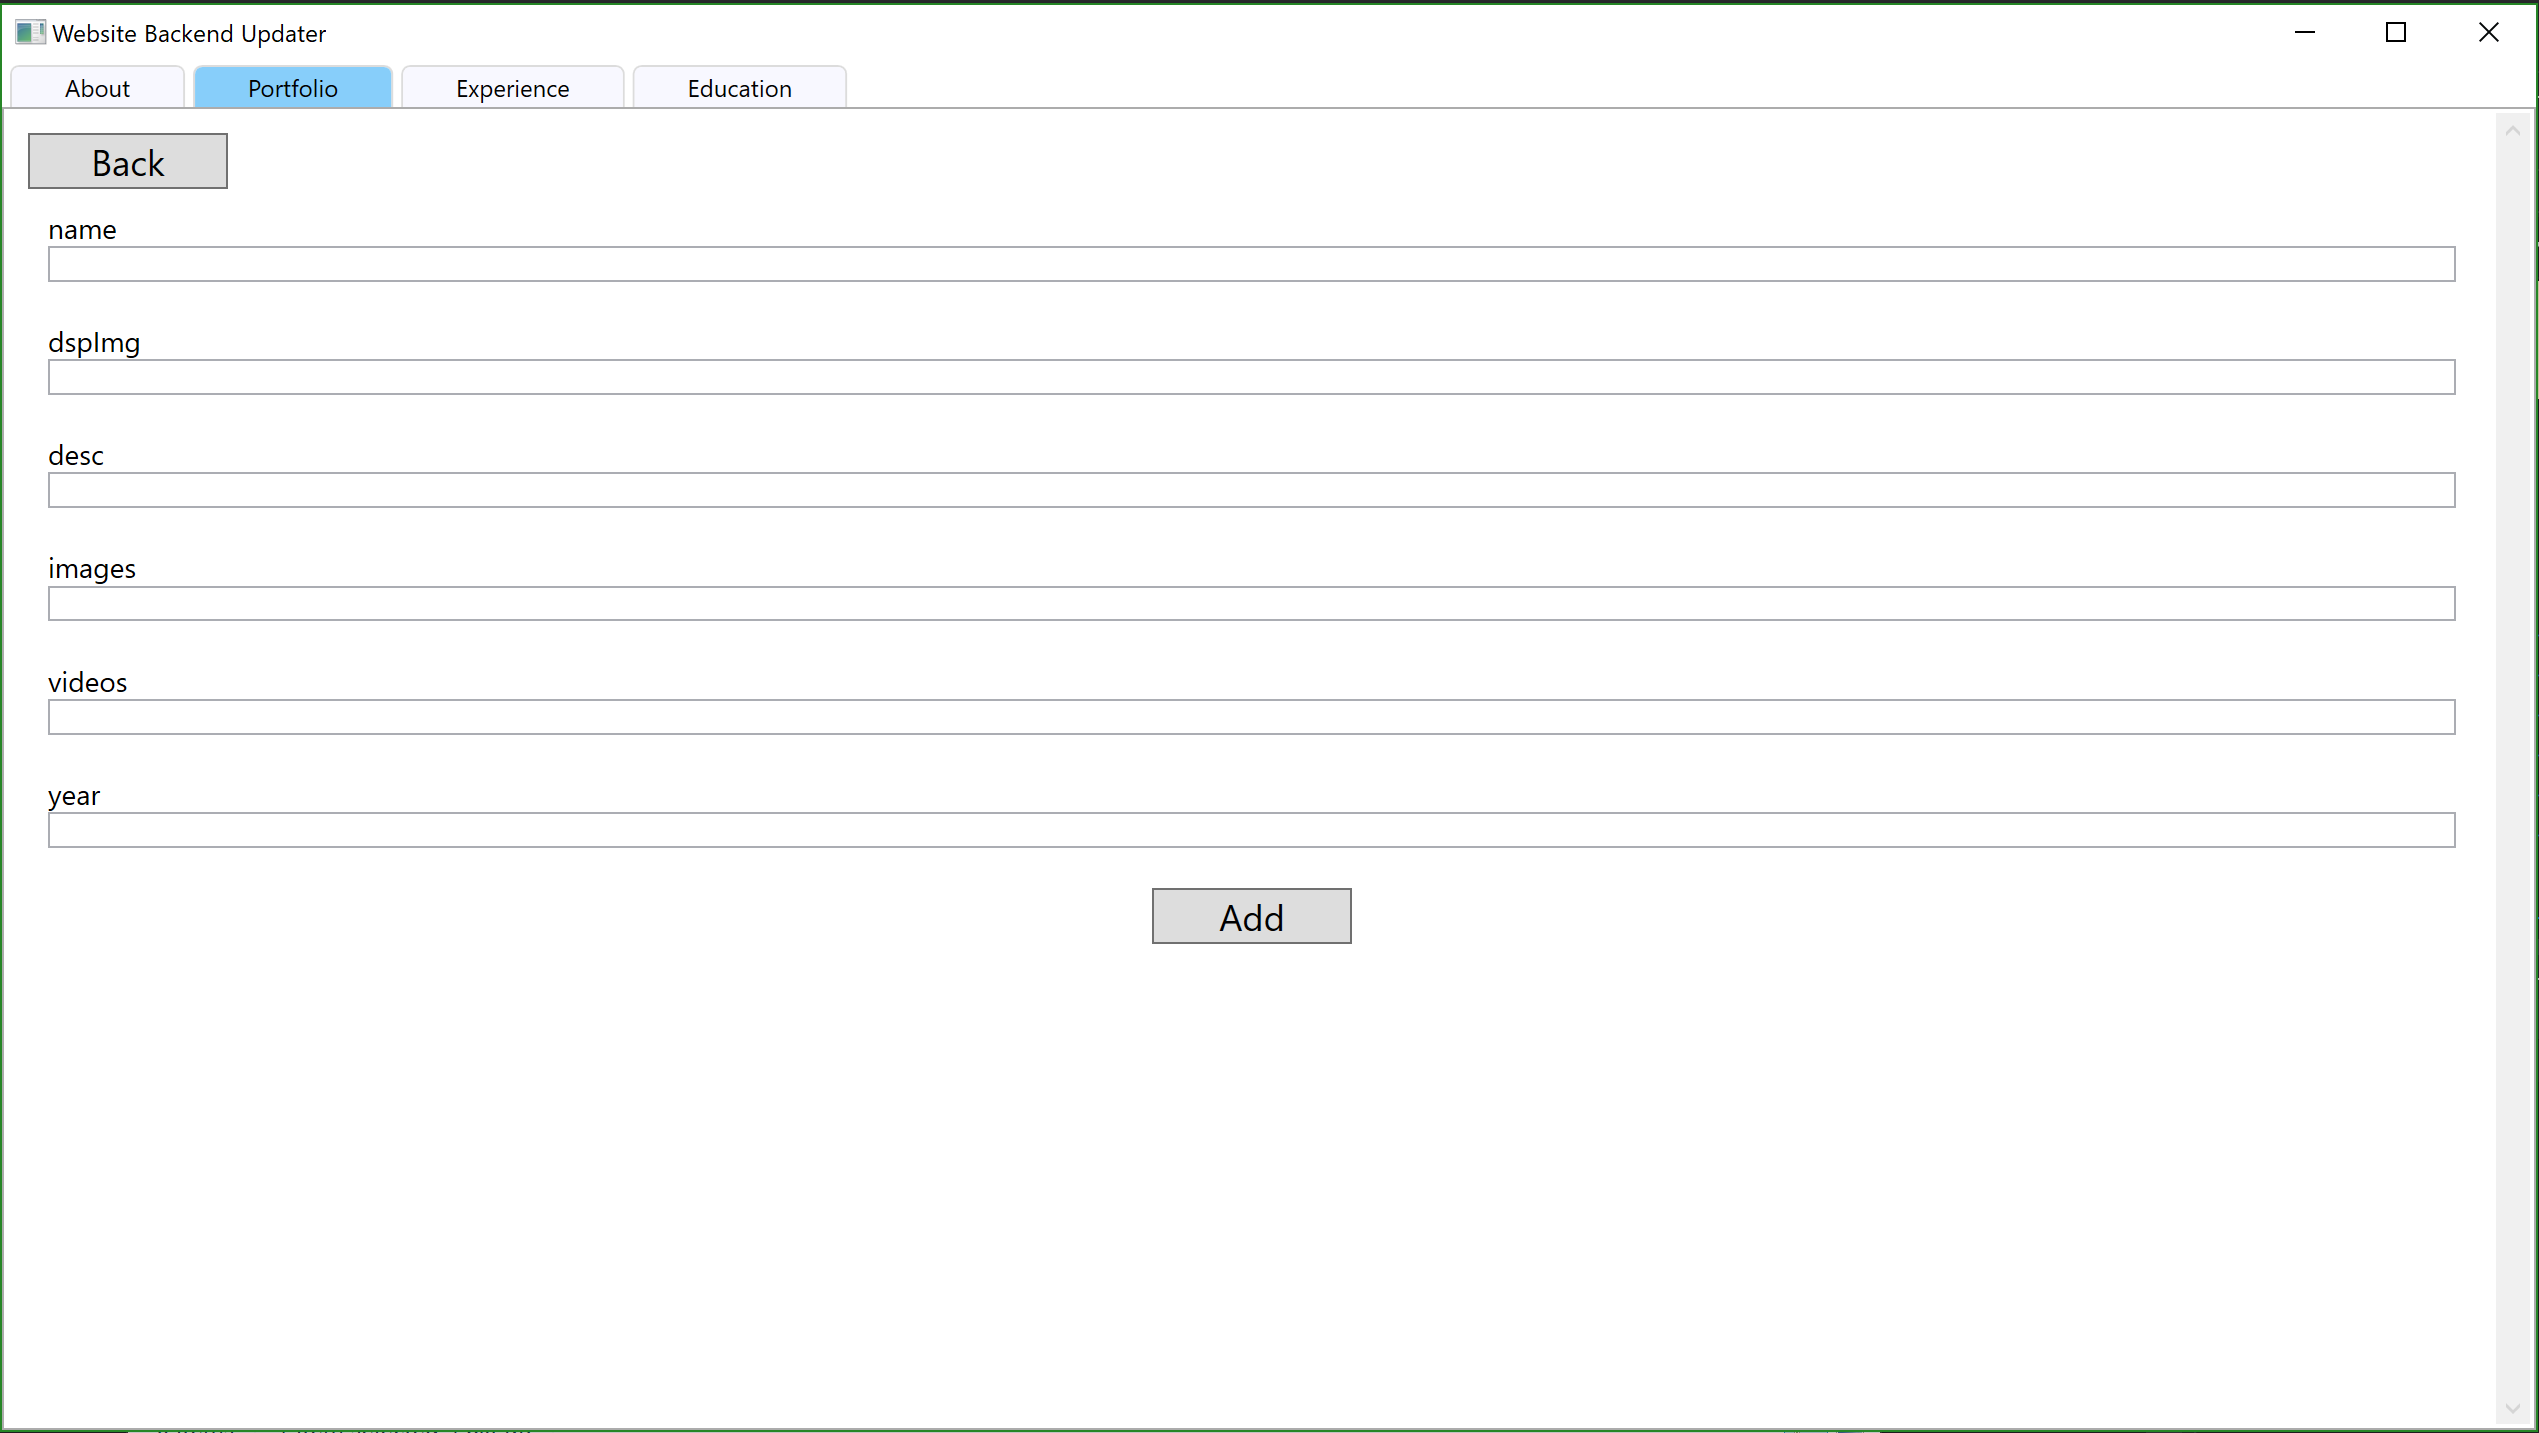 Website Backend Updater
About Portfolio Experience Education
Back
name
dspImg
desc
images
videos
year
Add